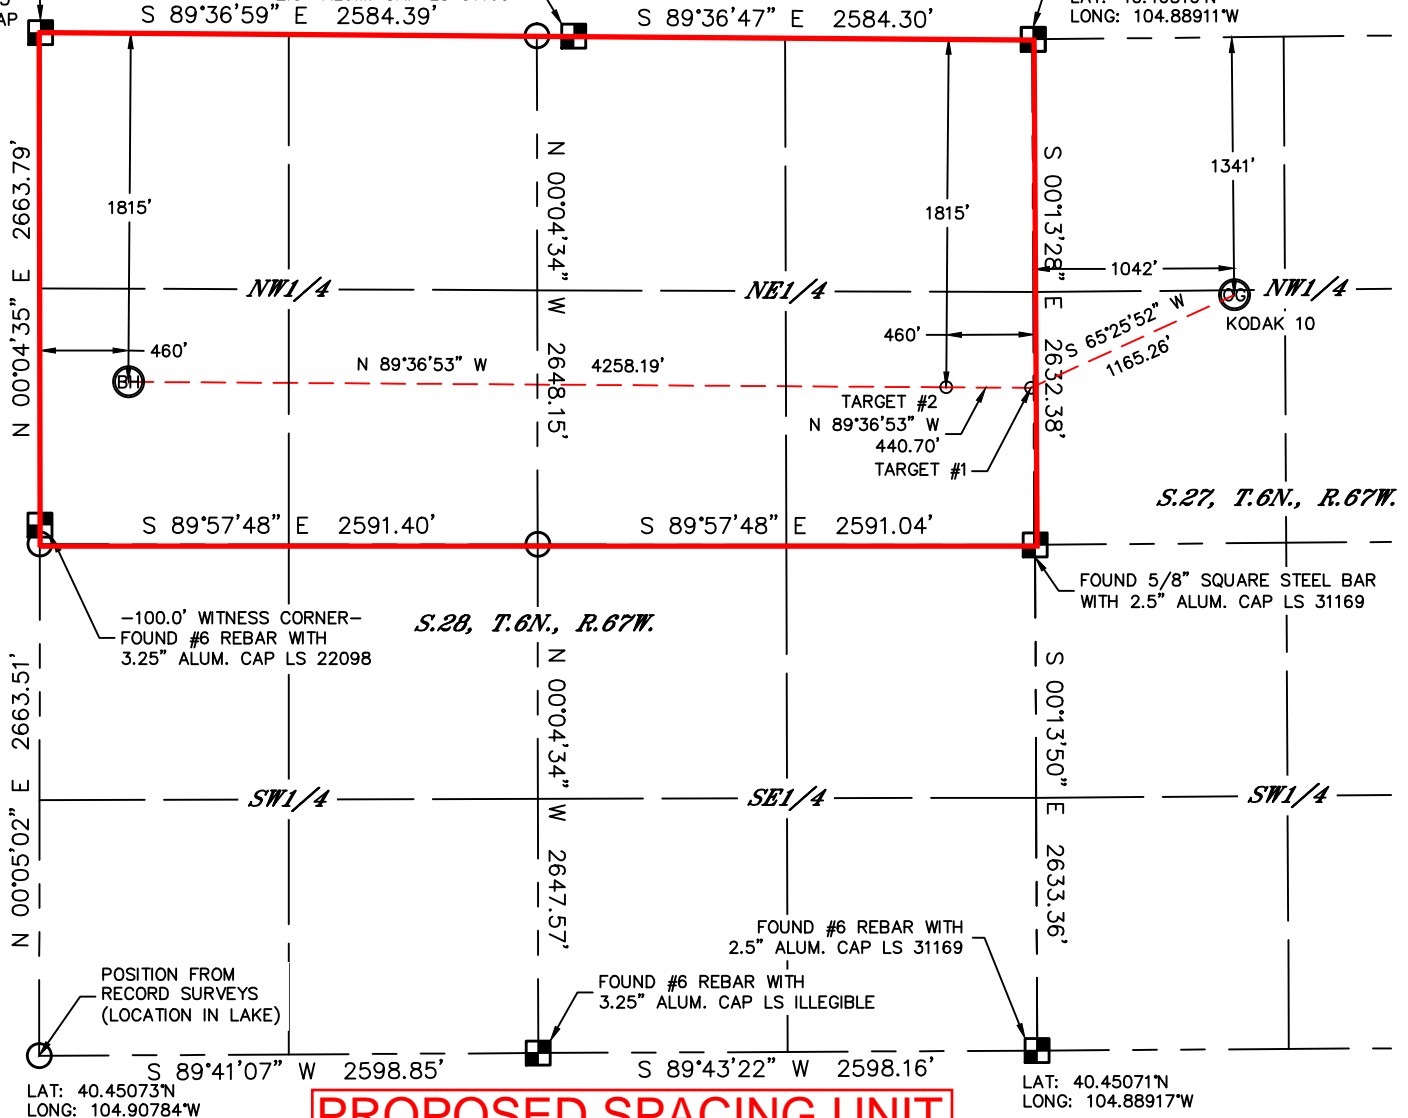 S 89°36'59" E 2584.39'
S 89°36'47" E 2584.30'
LONG: 104.88911°W
N 00°04'35" E 2663.79'
1815'
N 00°04'34" W 2648.15'
1815'
S 00°13'28" E 2632.38'
1341'
1042'
NW1/4
NE1/4
NW1/4
OG
KODAK 10
460'
460'
S 65°25'52" W
1165.26'
BH
N 89°36'53" W 4258.19'
TARGET #2
N 89°36'53" W
440.70'
TARGET #1
S.27, T.6N., R.67W.
S 89°57'48" E 2591.40'
S 89°57'48" E 2591.04'
FOUND 5/8" SQUARE STEEL BAR
WITH 2.5" ALUM. CAP LS 31169
-100.0' WITNESS CORNER-
FOUND #6 REBAR WITH
3.25" ALUM. CAP LS 22098
S.28, T.6N., R.67W.
N 00°05'02" E 2663.51'
N 00°04'34" W 2647.57'
S 00°13'50" E 2633.36'
SW1/4
SE1/4
SW1/4
FOUND #6 REBAR WITH
2.5" ALUM. CAP LS 31169
POSITION FROM
RECORD SURVEYS
(LOCATION IN LAKE)
FOUND #6 REBAR WITH
3.25" ALUM. CAP LS ILLEGIBLE
S 89°41'07" W 2598.85'
S 89°43'22" W 2598.16'
LAT: 40.45073°N
LONG: 104.90784°W
LAT: 40.45071°N
LONG: 104.88917°W
PROPOSED SPACING UNIT